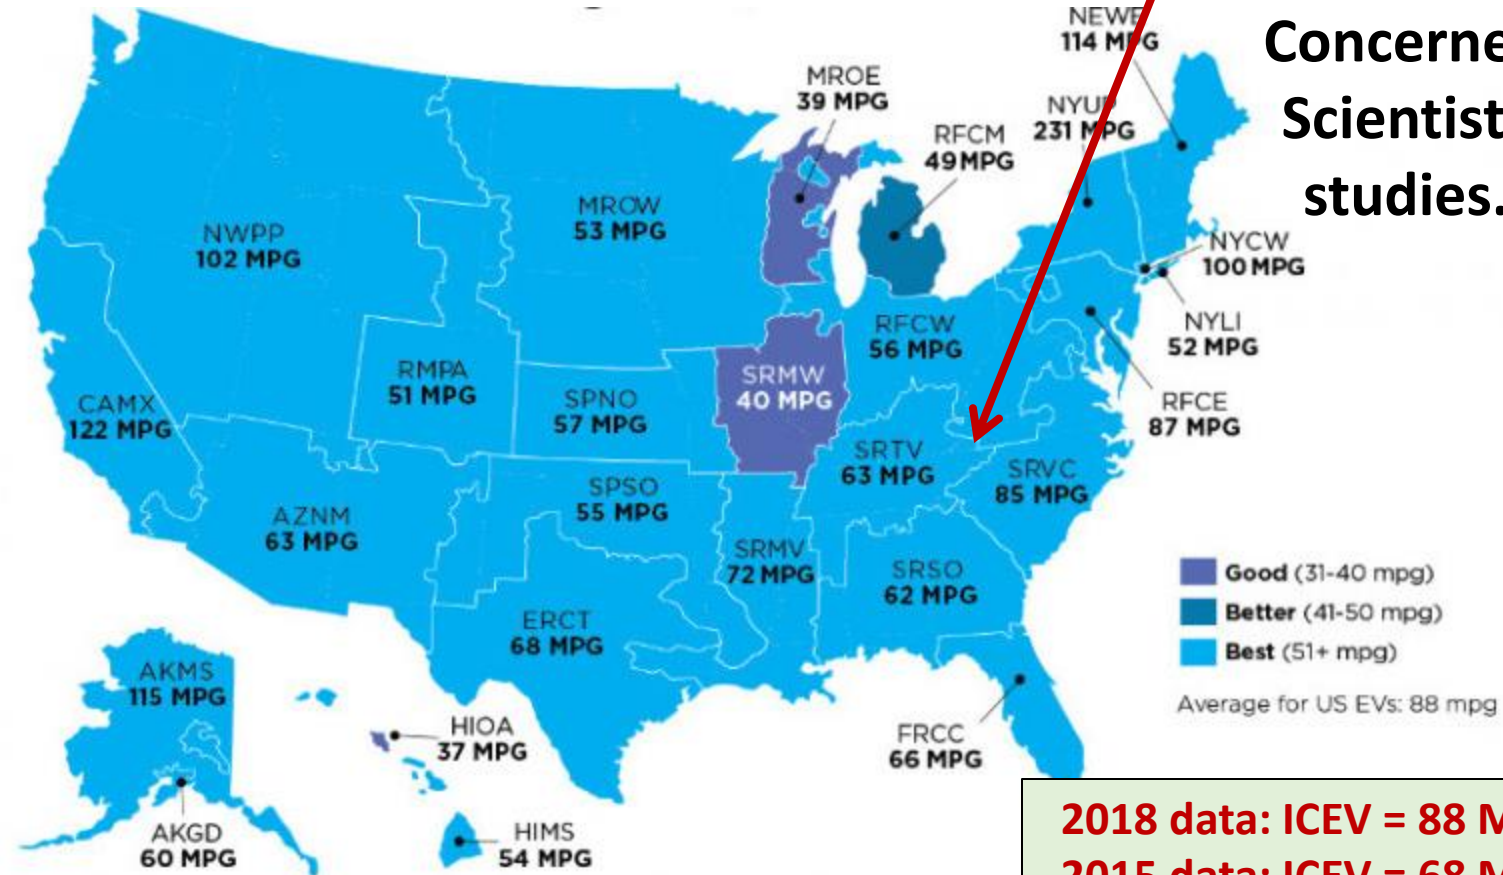 NEWE
114 MPG
Concerne
Scientist
studies.
MROE
39 MPG
NYUP
231 MPG
RFCM
49 MPG
NWPP
102 MPG
MROW
53 MPG
NYCW
100 MPG
NYLI
52 MPG
RFCW
56 MPG
RMPA
51 MPG
SRMW
40 MPG
SPNO
57 MPG
CAMX
122 MPG
RFCE
87 MPG
SRTV
63 MPG
SRVC
85 MPG
SPSO
55 MPG
AZNM
63 MPG
SRMV
72 MPG
SRSO
62 MPG
ERCT
68 MPG
Good (31-40 mpg)
Better (41-50 mpg)
Best (51+ mpg)
Average for US EVs: 88 mpg
AKMS
115 MPG
HIOA
37 MPG
FRCC
66 MPG
AKGD
60 MPG
HIMS
54 MPG
2018 data: ICEV = 88 M
2015 data: ICEV = 68 M